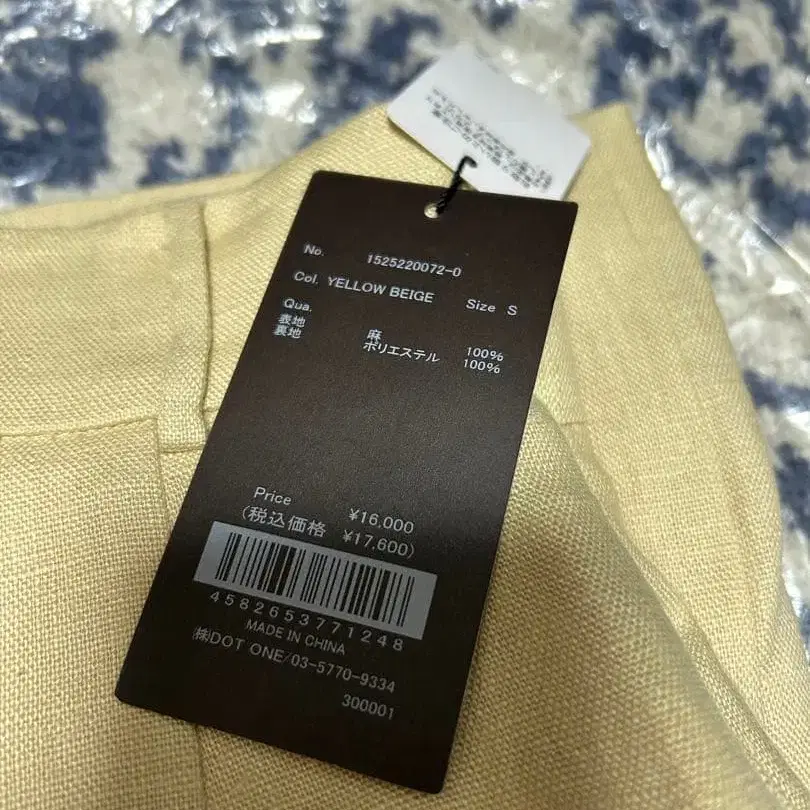 No. 1525220072-0
Col. YELLOW BEIGE Size S
Qua.
表地 麻 100%
裏地 ポリエステル 100%
Price ¥16,000
(税込価格 ¥17,600)
4582653771248
MADE IN CHINA
㈱DOT ONE/03-5770-9334
300001